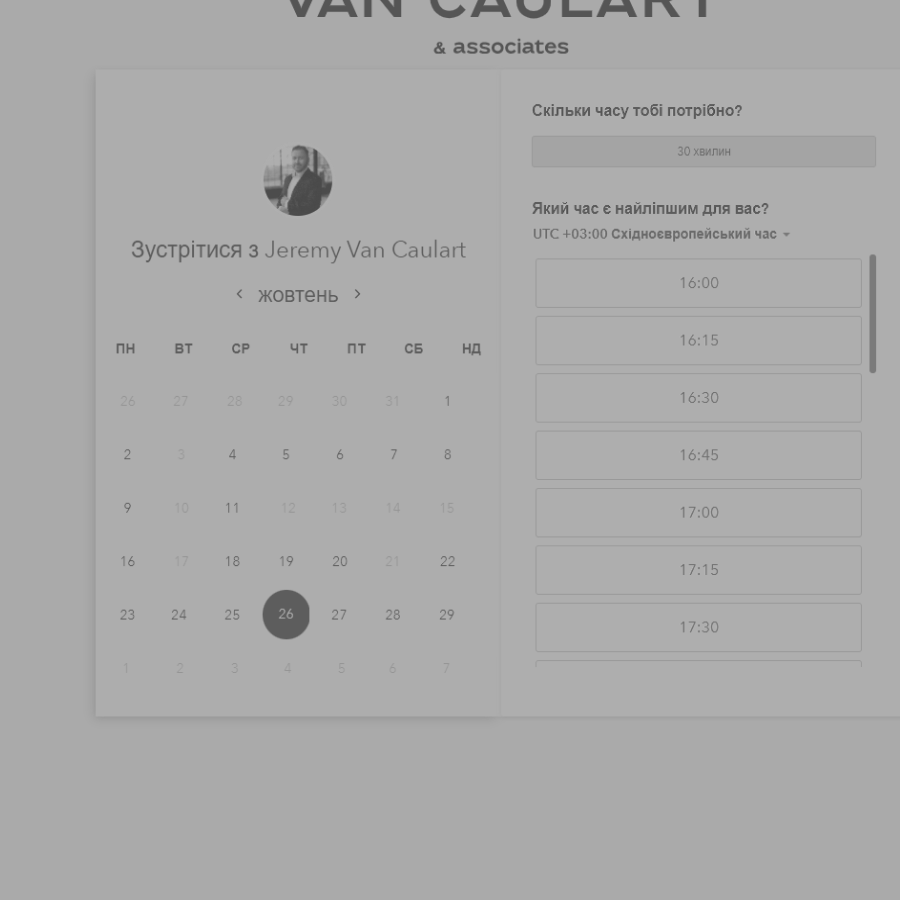 VAN CAULART
& associates
Зустрітися з Jeremy Van Caulart
жовтень
ПН ВТ СР ЧТ ПТ СБ НД
26 27 28 29 30 31 1
2 3 4 5 6 7 8
9 10 11 12 13 14 15
16 17 18 19 20 21 22
23 24 25 26 27 28 29
1 2 3 4 5 6 7
Скільки часу тобі потрібно?
30 хвилин
Який час є найліпшим для вас?
UTC +03:00 Східноєвропейський час
16:00
16:15
16:30
16:45
17:00
17:15
17:30